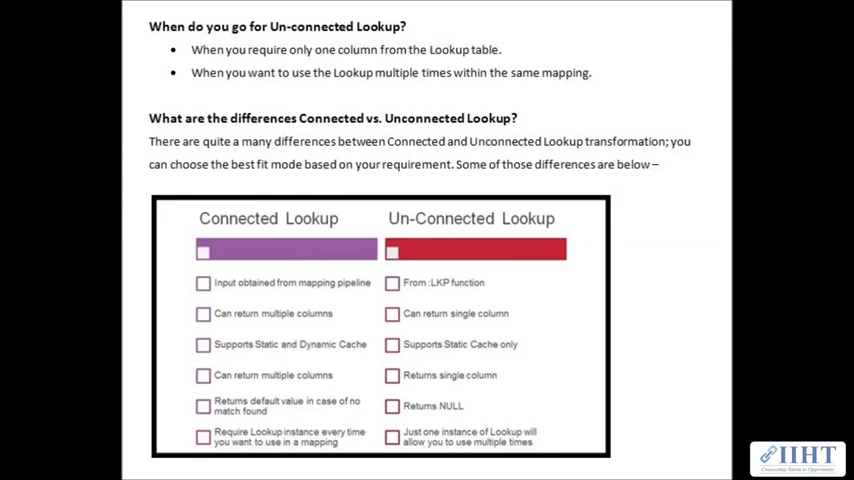 When do you go for Un-connected Lookup?
• When you require only one column from the Lookup table.
• When you want to use the Lookup multiple times within the same mapping.
What are the differences Connected vs. Unconnected Lookup?
There are quite a many differences between Connected and Unconnected Lookup transformation; you
can choose the best fit mode based on your requirement. Some of those differences are below –
Connected Lookup
Un-Connected Lookup
Input obtained from mapping pipeline
From :LKP function
Can return multiple columns
Can return single column
Supports Static and Dynamic Cache
Supports Static Cache only
Can return multiple columns
Returns single column
Returns default value in case of no
match found
Returns NULL
Require Lookup instance every time
you want to use in a mapping
Just one instance of Lookup will
allow you to use multiple times
IIHT
Connecting Talent to Opportunity